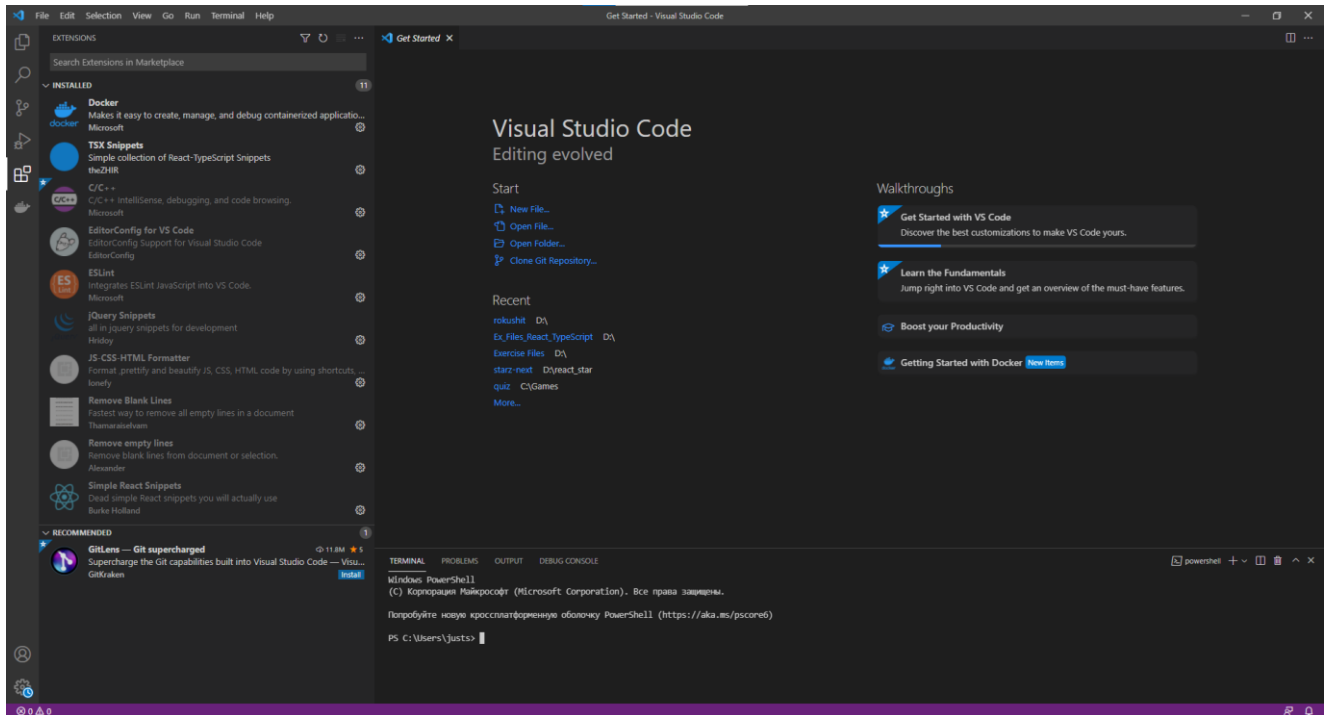 File Edit Selection View Go Run Terminal Help
Get Started - Visual Studio Code
EXTENSIONS
Search Extensions in Marketplace
INSTALLED
11
Docker
Makes it easy to create, manage, and debug containerized applicatio...
Microsoft
docker
TSX Snippets
Simple collection of React-TypeScript Snippets
theZHIR
C/C++
C/C++ IntelliSense, debugging, and code browsing.
Microsoft
C/C++
EditorConfig for VS Code
EditorConfig Support for Visual Studio Code
EditorConfig
ESLint
Integrates ESLint JavaScript into VS Code.
Microsoft
ES
Lint
jQuery Snippets
all in jquery snippets for development
Hridoy
JS-CSS-HTML Formatter
Format ,prettify and beautify JS, CSS, HTML code by using shortcuts, ...
lonefy
Remove Blank Lines
Fastest way to remove all empty lines in a document
Thamaraiselvam
Remove empty lines
Remove blank lines from document or selection.
Alexander
Simple React Snippets
Dead simple React snippets you will actually use
Burke Holland
RECOMMENDED
1
GitLens — Git supercharged
11.8M ★ 5
Supercharge the Git capabilities built into Visual Studio Code — Visu...
GitKraken
Install
Get Started
Visual Studio Code
Editing evolved
Start
New File...
Open File...
Open Folder...
Clone Git Repository...
Recent
rokushit D:\
Ex_Files_React_TypeScript D:\
Exercise Files D:\
starz-next D:\react_star
quiz C:\Games
More...
Walkthroughs
Get Started with VS Code
Discover the best customizations to make VS Code yours.
Learn the Fundamentals
Jump right into VS Code and get an overview of the must-have features.
Boost your Productivity
Getting Started with Docker New Items
TERMINAL PROBLEMS OUTPUT DEBUG CONSOLE
powershell
Windows PowerShell
(C) Корпорация Майкрософт (Microsoft Corporation). Все права защищены.
Попробуйте новую кроссплатформенную оболочку PowerShell (https://aka.ms/pscore6)
PS C:\Users\justs>
0 0